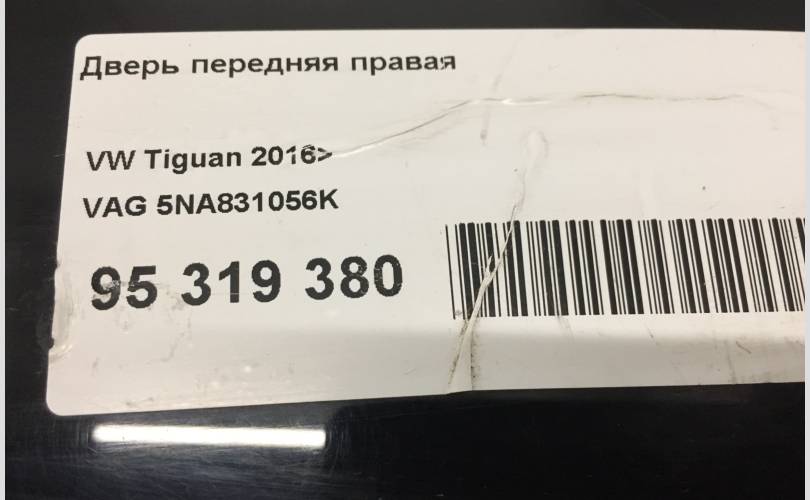 Дверь передняя правая
VW Tiguan 2016>
VAG 5NA831056K
95 319 380